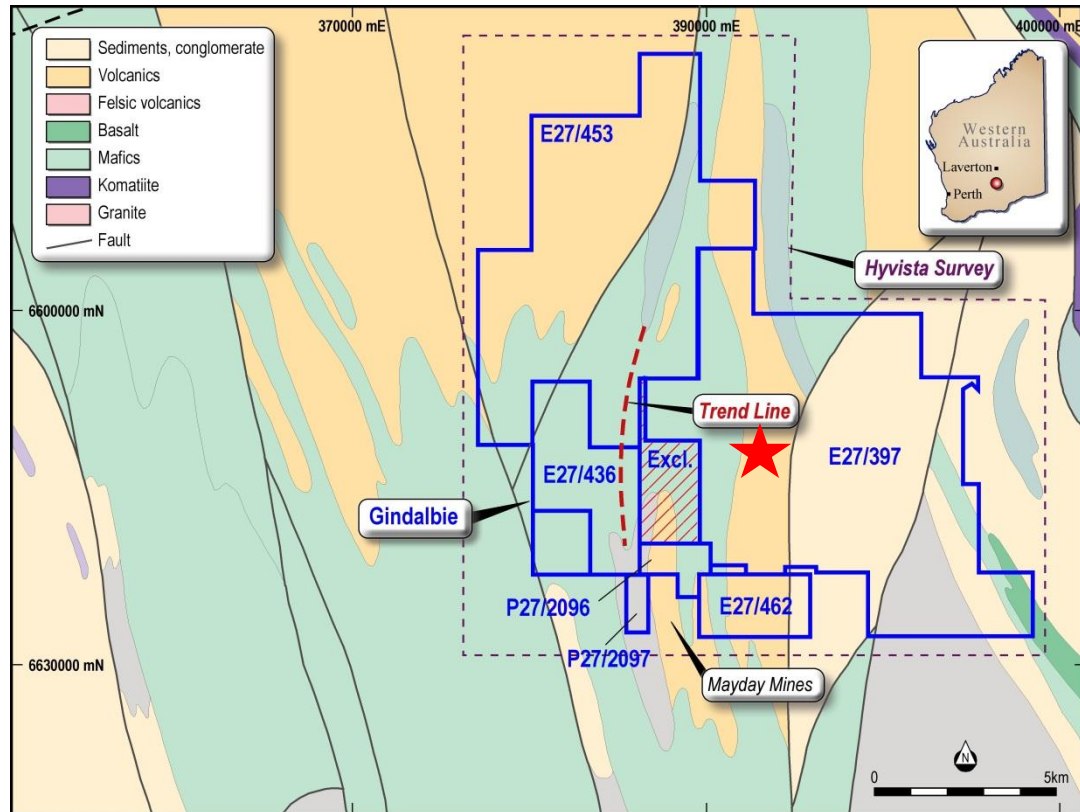 370000 mE
390000 mE
400000 mE
Sediments, conglomerate
Volcanics
Felsic volcanics
Basalt
Mafics
Komatiite
Granite
Fault
Western
Australia
Laverton
Perth
E27/453
Hyvista Survey
6600000 mN
Trend Line
E27/436
Excl.
E27/397
Gindalbie
P27/2096
E27/462
P27/2097
6630000 mN
Mayday Mines
N
0
5km